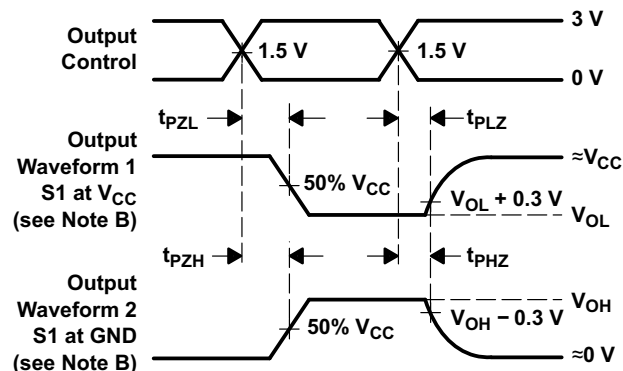 Output
Control
1.5 V
1.5 V
3 V
0 V
tPZL
tPLZ
Output
Waveform 1
S1 at VCC
(see Note B)
50% VCC
≈VCC
VOL + 0.3 V
VOL
tPZH
tPHZ
Output
Waveform 2
S1 at GND
(see Note B)
50% VCC
VOH
VOH − 0.3 V
≈0 V